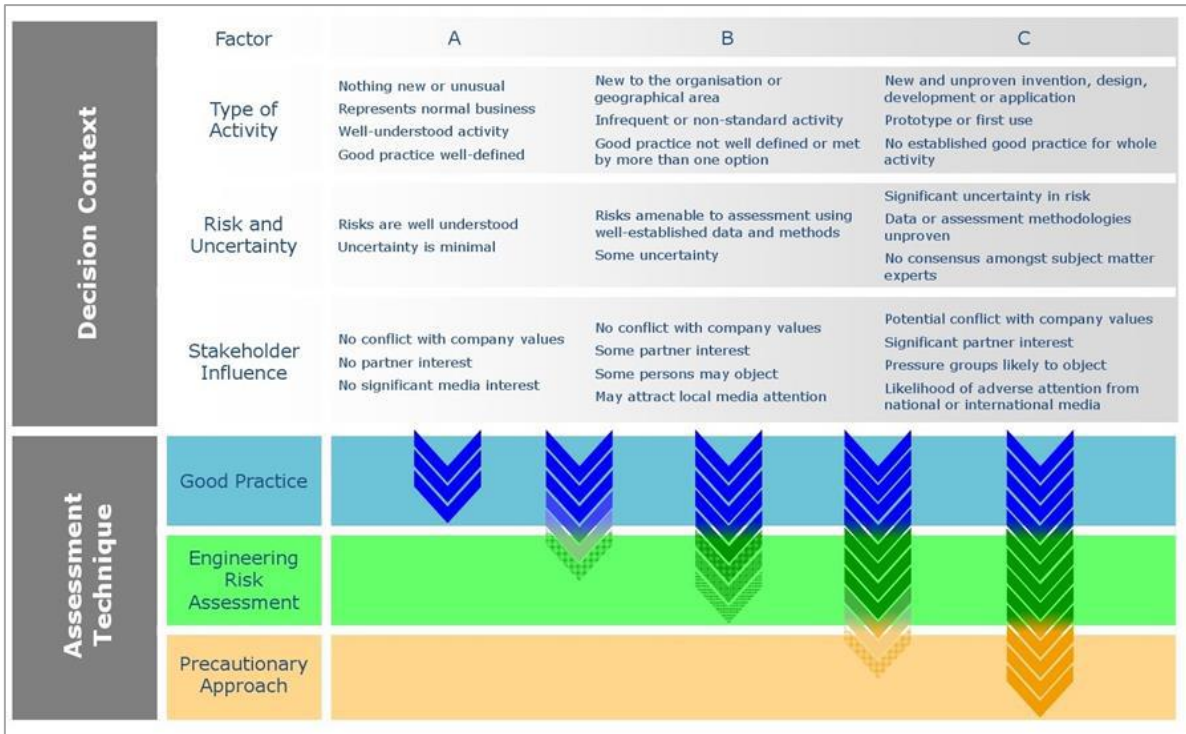 Decision Context
Factor
A
B
C
Type of
Activity
Nothing new or unusual
Represents normal business
Well-understood activity
Good practice well-defined
New to the organisation or
geographical area
Infrequent or non-standard activity
Good practice not well defined or met
by more than one option
New and unproven invention, design,
development or application
Prototype or first use
No established good practice for whole
activity
Risk and
Uncertainty
Risks are well understood
Uncertainty is minimal
Risks amenable to assessment using
well-established data and methods
Some uncertainty
Significant uncertainty in risk
Data or assessment methodologies
unproven
No consensus amongst subject matter
experts
Stakeholder
Influence
No conflict with company values
No partner interest
No significant media interest
No conflict with company values
Some partner interest
Some persons may object
May attract local media attention
Potential conflict with company values
Significant partner interest
Pressure groups likely to object
Likelihood of adverse attention from
national or international media
Assessment
Technique
Good Practice
Engineering
Risk
Assessment
Precautionary
Approach